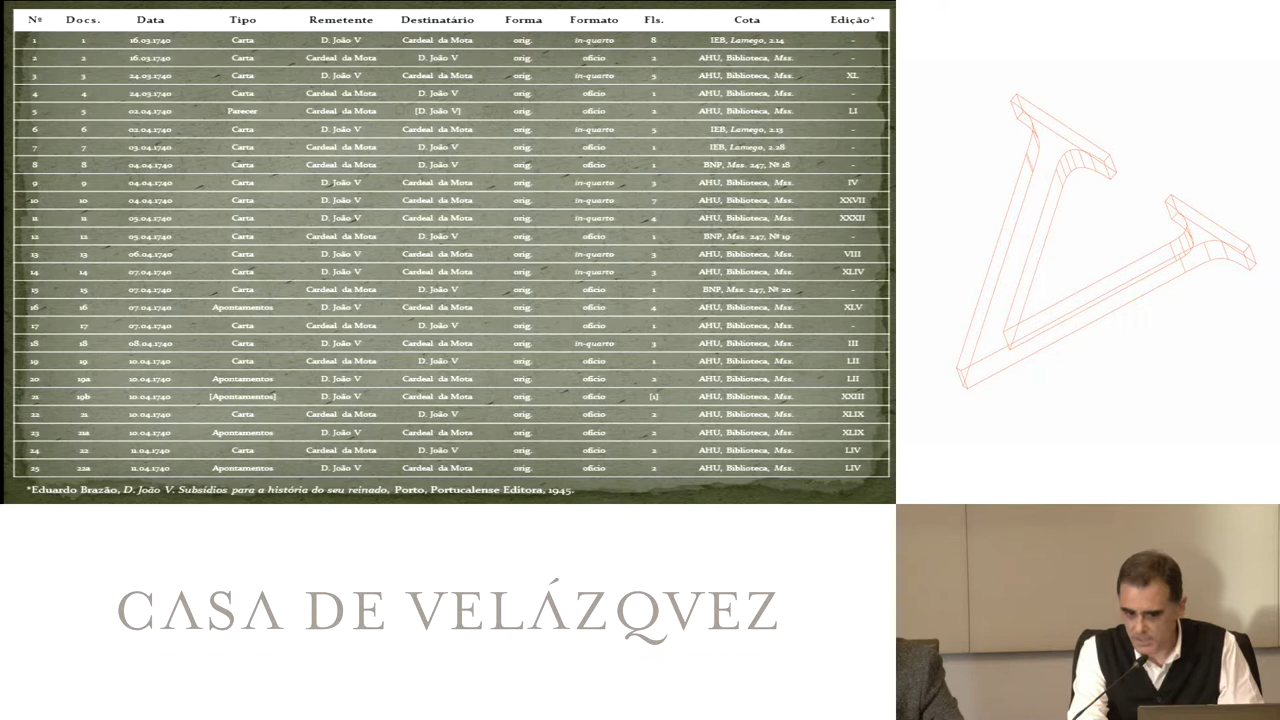 Nº Docs. Data Tipo Remetente Destinatário Forma Formato Fls. Cota Edição*
1 1 16.03.1740 Carta D. João V Cardeal da Mota orig. in-quarto 8 IEB, Lamego, 2.14 -
2 2 16.03.1740 Carta Cardeal da Mota D. João V orig. ofício 2 AHU, Biblioteca, Mss. -
3 3 24.03.1740 Carta D. João V Cardeal da Mota orig. in-quarto 5 AHU, Biblioteca, Mss. XL
4 4 24.03.1740 Carta Cardeal da Mota D. João V orig. ofício 1 AHU, Biblioteca, Mss. -
5 5 02.04.1740 Parecer Cardeal da Mota [D. João V] orig. ofício 2 AHU, Biblioteca, Mss. LI
6 6 02.04.1740 Carta D. João V Cardeal da Mota orig. in-quarto 5 IEB, Lamego, 2.13 -
7 7 03.04.1740 Carta Cardeal da Mota D. João V orig. ofício 1 IEB, Lamego, 2.28 -
8 8 04.04.1740 Carta Cardeal da Mota D. João V orig. ofício 1 BNP, Mss. 247, Nº 18 -
9 9 04.04.1740 Carta D. João V Cardeal da Mota orig. in-quarto 3 AHU, Biblioteca, Mss. IV
10 10 04.04.1740 Carta D. João V Cardeal da Mota orig. in-quarto 7 AHU, Biblioteca, Mss. XXVII
11 11 05.04.1740 Carta D. João V Cardeal da Mota orig. in-quarto 4 AHU, Biblioteca, Mss. XXXII
12 12 05.04.1740 Carta Cardeal da Mota D. João V orig. ofício 1 BNP, Mss. 247, Nº 19 -
13 13 06.04.1740 Carta D. João V Cardeal da Mota orig. in-quarto 3 AHU, Biblioteca, Mss. VIII
14 14 07.04.1740 Carta D. João V Cardeal da Mota orig. in-quarto 3 AHU, Biblioteca, Mss. XLIV
15 15 07.04.1740 Carta Cardeal da Mota D. João V orig. ofício 1 BNP, Mss. 247, Nº 20 -
16 16 07.04.1740 Apontamentos D. João V Cardeal da Mota orig. ofício 4 AHU, Biblioteca, Mss. XLV
17 17 07.04.1740 Carta Cardeal da Mota D. João V orig. ofício 1 AHU, Biblioteca, Mss. -
18 18 08.04.1740 Carta D. João V Cardeal da Mota orig. in-quarto 3 AHU, Biblioteca, Mss. III
19 19 10.04.1740 Carta Cardeal da Mota D. João V orig. ofício 1 AHU, Biblioteca, Mss. LII
20 19a 10.04.1740 Apontamentos D. João V Cardeal da Mota orig. ofício 2 AHU, Biblioteca, Mss. LII
21 19b 10.04.1740 [Apontamentos] D. João V Cardeal da Mota orig. ofício [1] AHU, Biblioteca, Mss. XXIII
22 21 10.04.1740 Carta Cardeal da Mota D. João V orig. ofício 2 AHU, Biblioteca, Mss. XLIX
23 21a 10.04.1740 Apontamentos D. João V Cardeal da Mota orig. ofício 2 AHU, Biblioteca, Mss. XLIX
24 22 11.04.1740 Carta Cardeal da Mota D. João V orig. ofício 2 AHU, Biblioteca, Mss. LIV
25 22a 11.04.1740 Apontamentos D. João V Cardeal da Mota orig. ofício 2 AHU, Biblioteca, Mss. LIV
*Eduardo Brazão, D. João V. Subsídios para a história do seu reinado, Porto, Portucalense Editora, 1945.
CASA DE VELÁZQVEZ